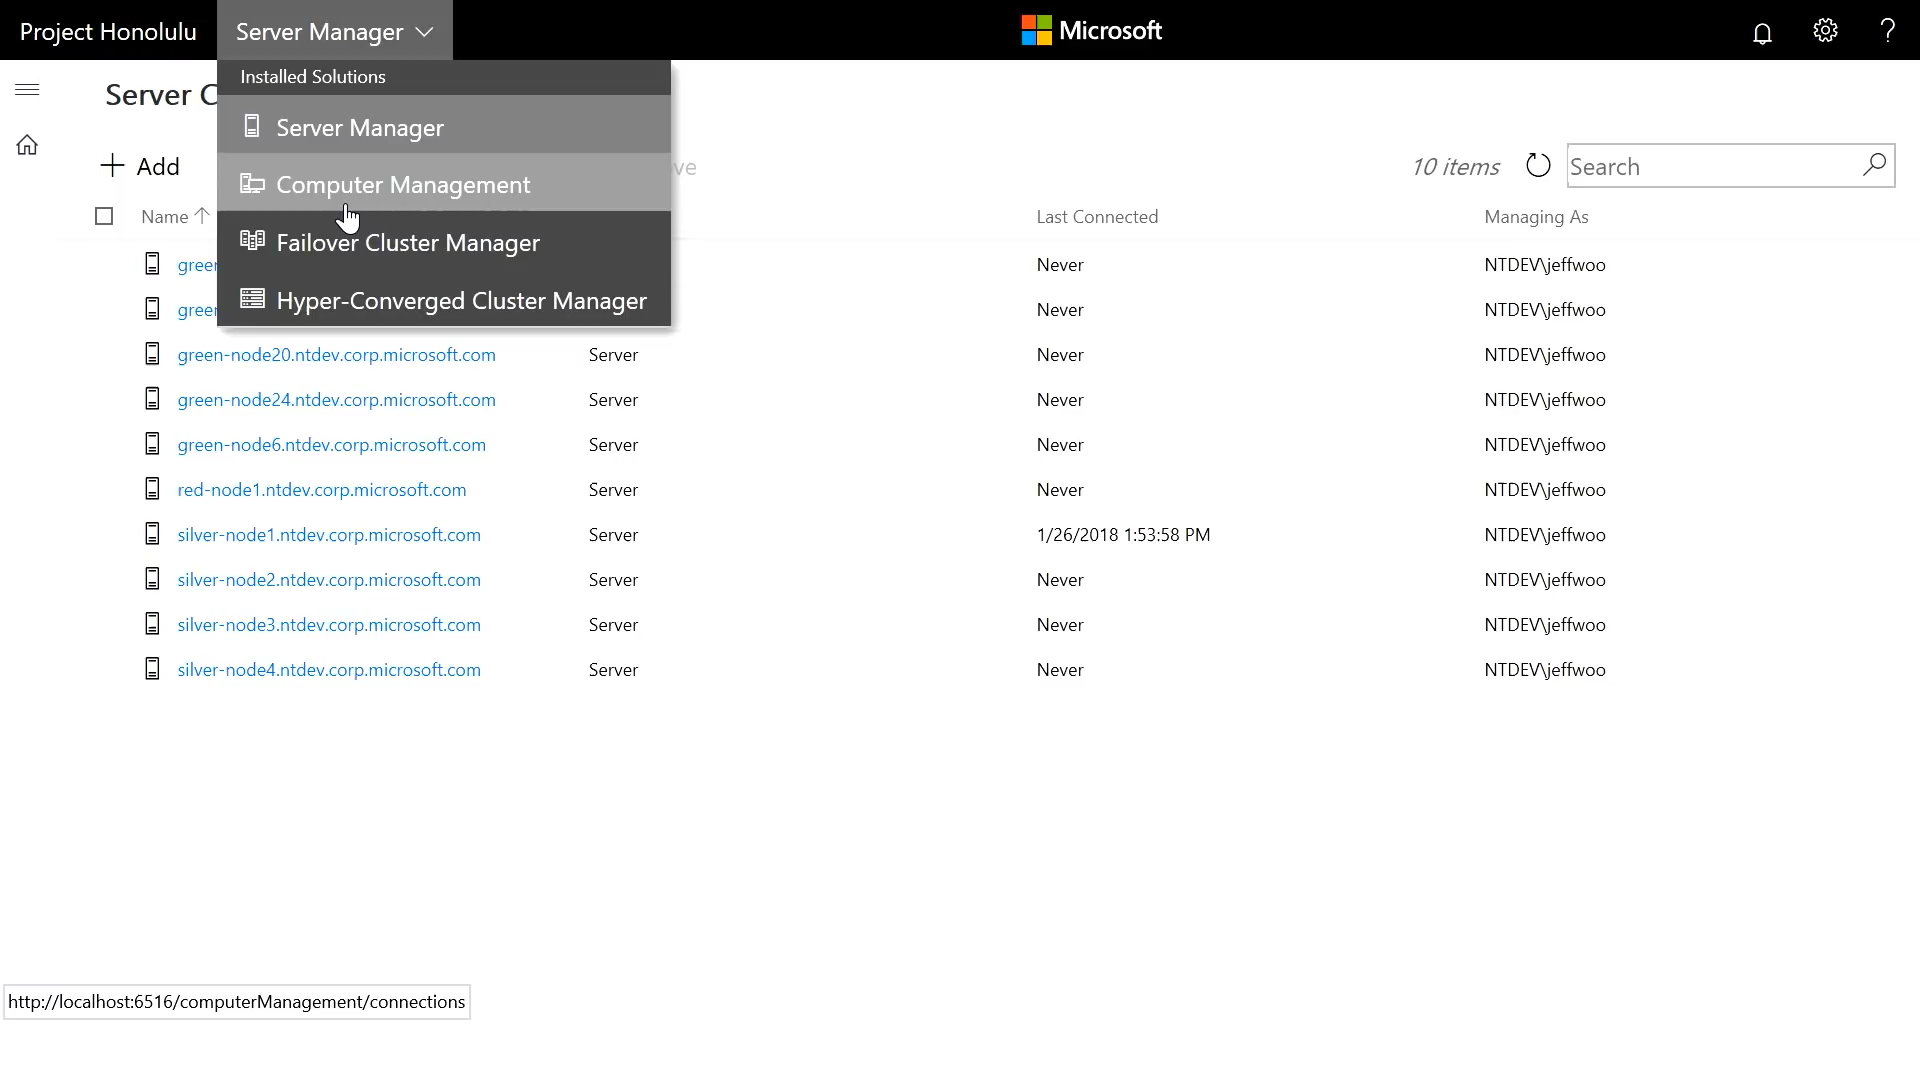 Project Honolulu Server Manager Microsoft ?
Installed Solutions
Server C
Server Manager
Add ve 10 items Search
Computer Management
Name Last Connected Managing As
Failover Cluster Manager
gree Never NTDEV\jeffwoo
Hyper-Converged Cluster Manager
gree Never NTDEV\jeffwoo
green-node20.ntdev.corp.microsoft.com Server Never NTDEV\jeffwoo
green-node24.ntdev.corp.microsoft.com Server Never NTDEV\jeffwoo
green-node6.ntdev.corp.microsoft.com Server Never NTDEV\jeffwoo
red-node1.ntdev.corp.microsoft.com Server Never NTDEV\jeffwoo
silver-node1.ntdev.corp.microsoft.com Server 1/26/2018 1:53:58 PM NTDEV\jeffwoo
silver-node2.ntdev.corp.microsoft.com Server Never NTDEV\jeffwoo
silver-node3.ntdev.corp.microsoft.com Server Never NTDEV\jeffwoo
silver-node4.ntdev.corp.microsoft.com Server Never NTDEV\jeffwoo
http://localhost:6516/computerManagement/connections